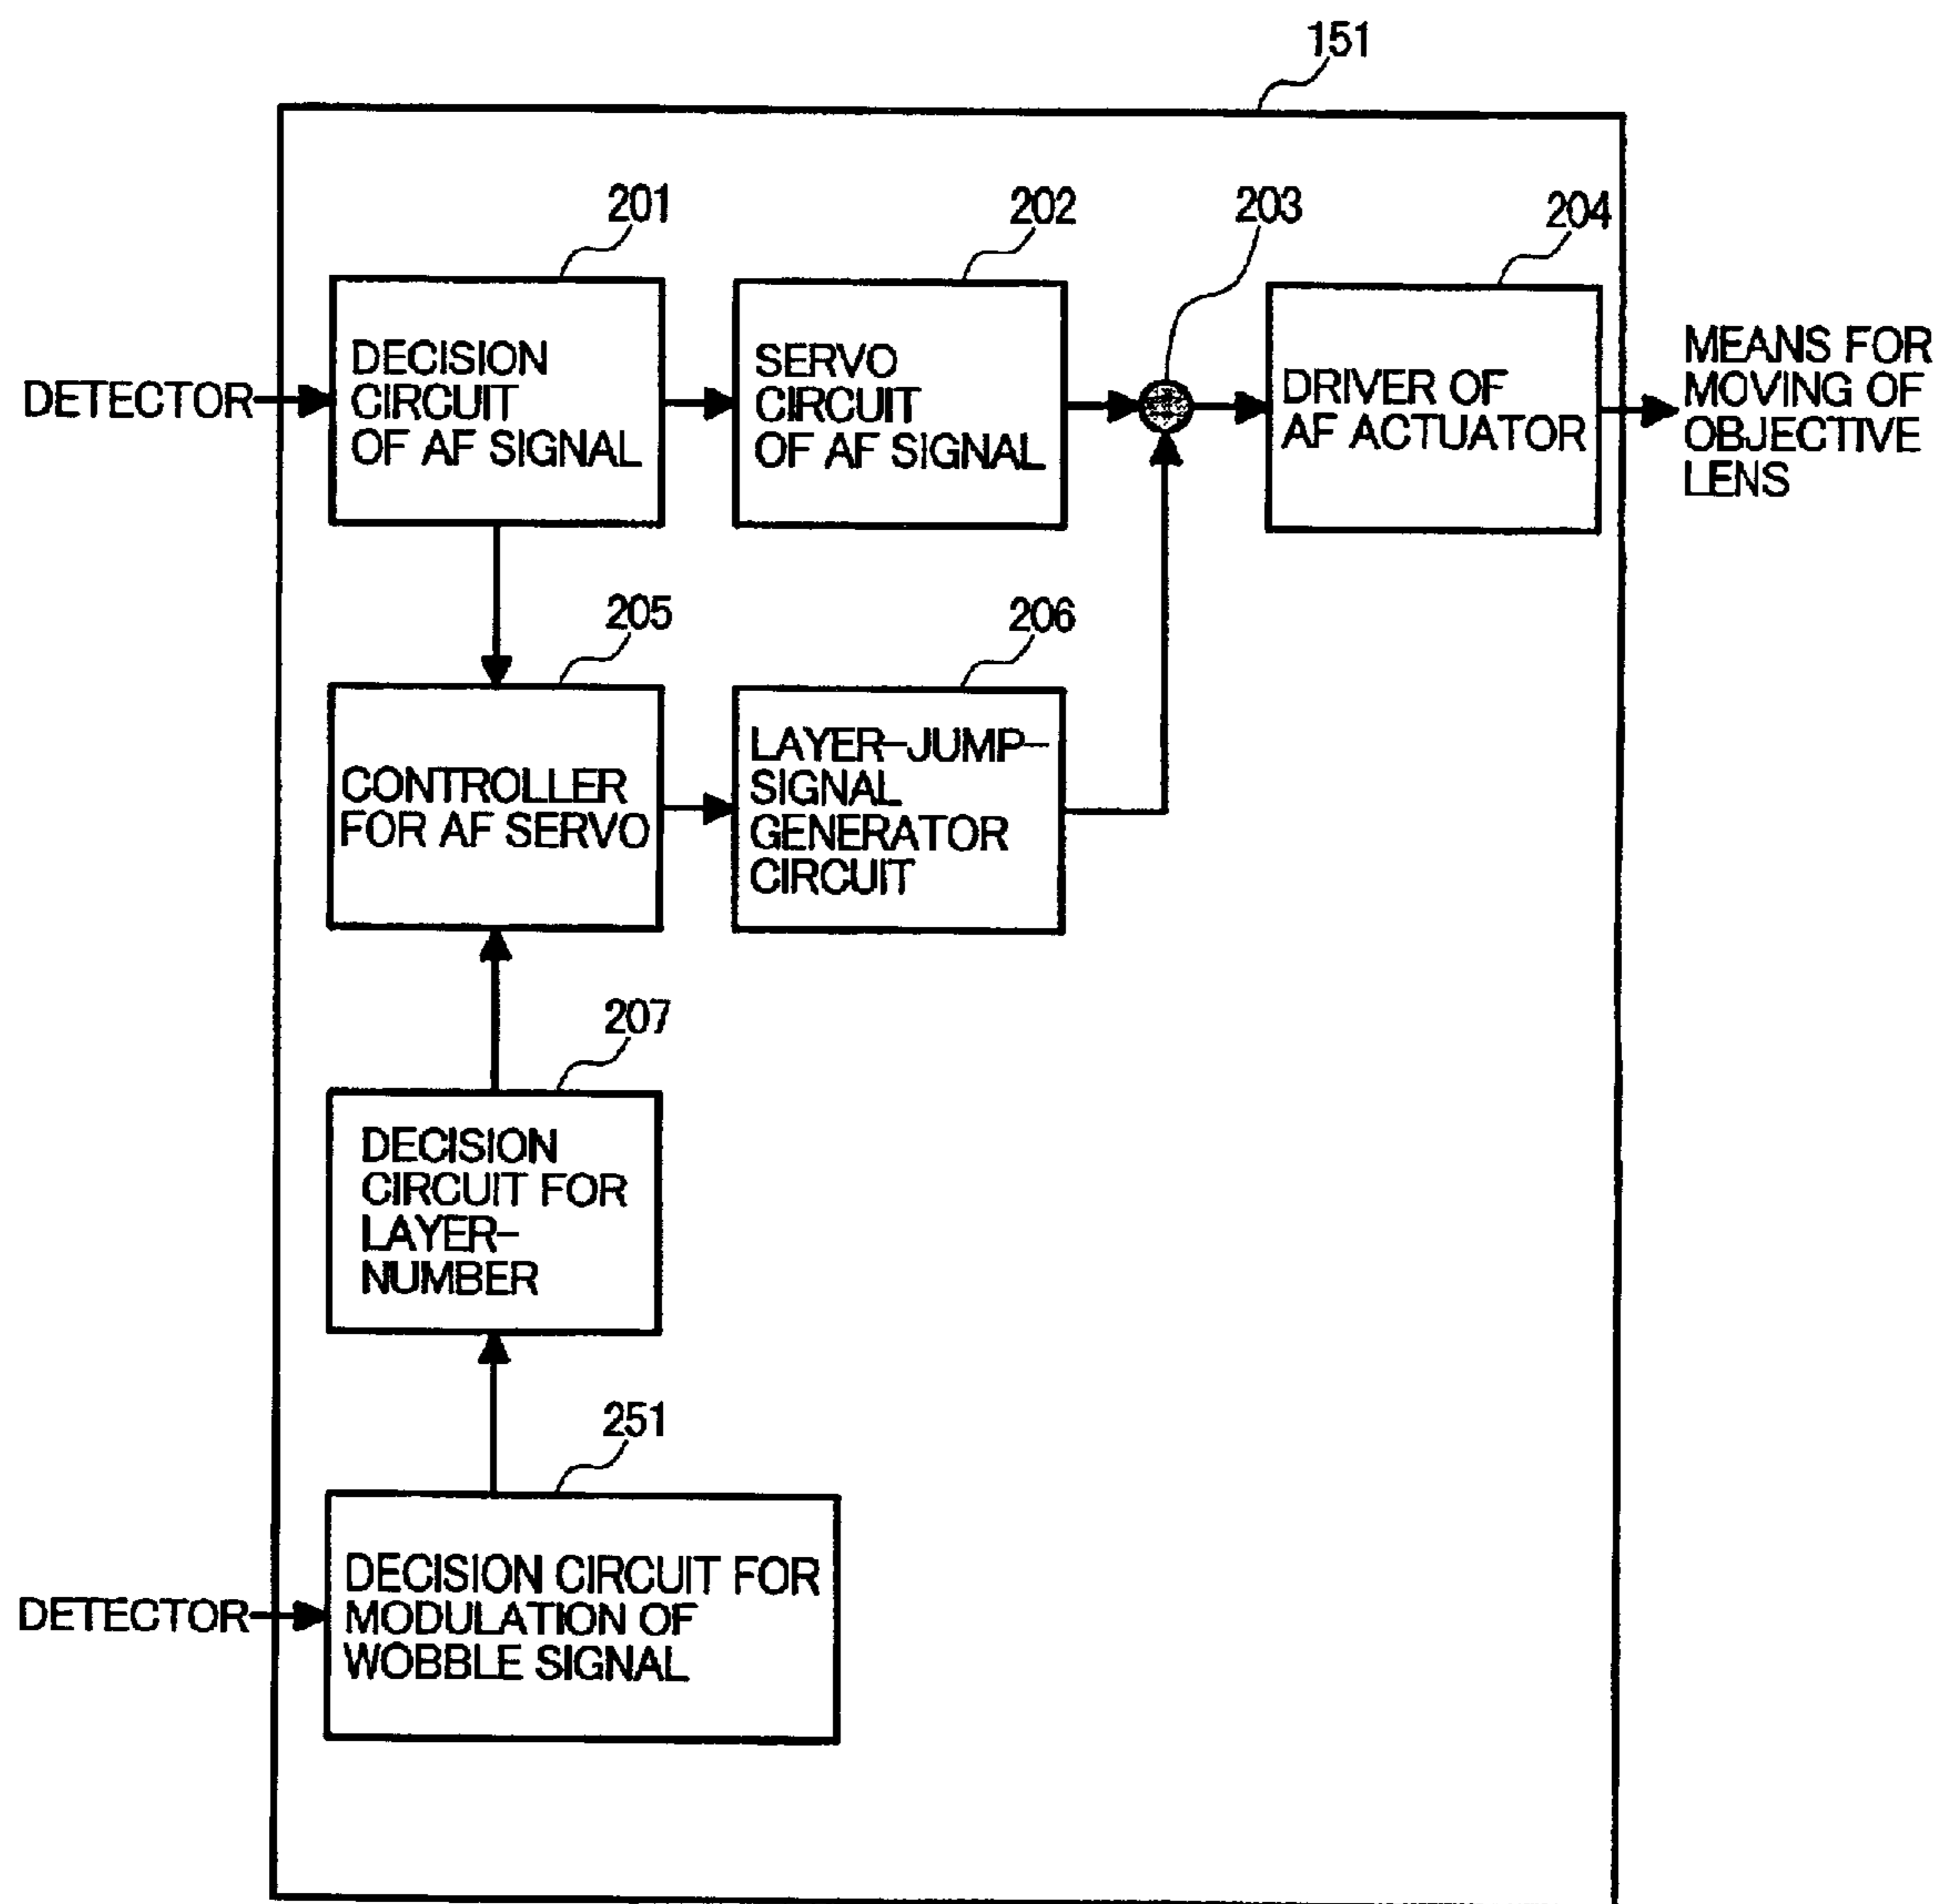 151
201
202
203
204
DETECTOR
DECISION
CIRCUIT
OF AF SIGNAL
SERVO
CIRCUIT
OF AF SIGNAL
DRIVER OF
AF ACTUATOR
MEANS FOR
MOVING OF
OBJECTIVE
LENS
205
206
CONTROLLER
FOR AF SERVO
LAYER-JUMP-
SIGNAL
GENERATOR
CIRCUIT
207
DECISION
CIRCUIT FOR
LAYER-
NUMBER
251
DETECTOR
DECISION CIRCUIT FOR
MODULATION OF
WOBBLE SIGNAL